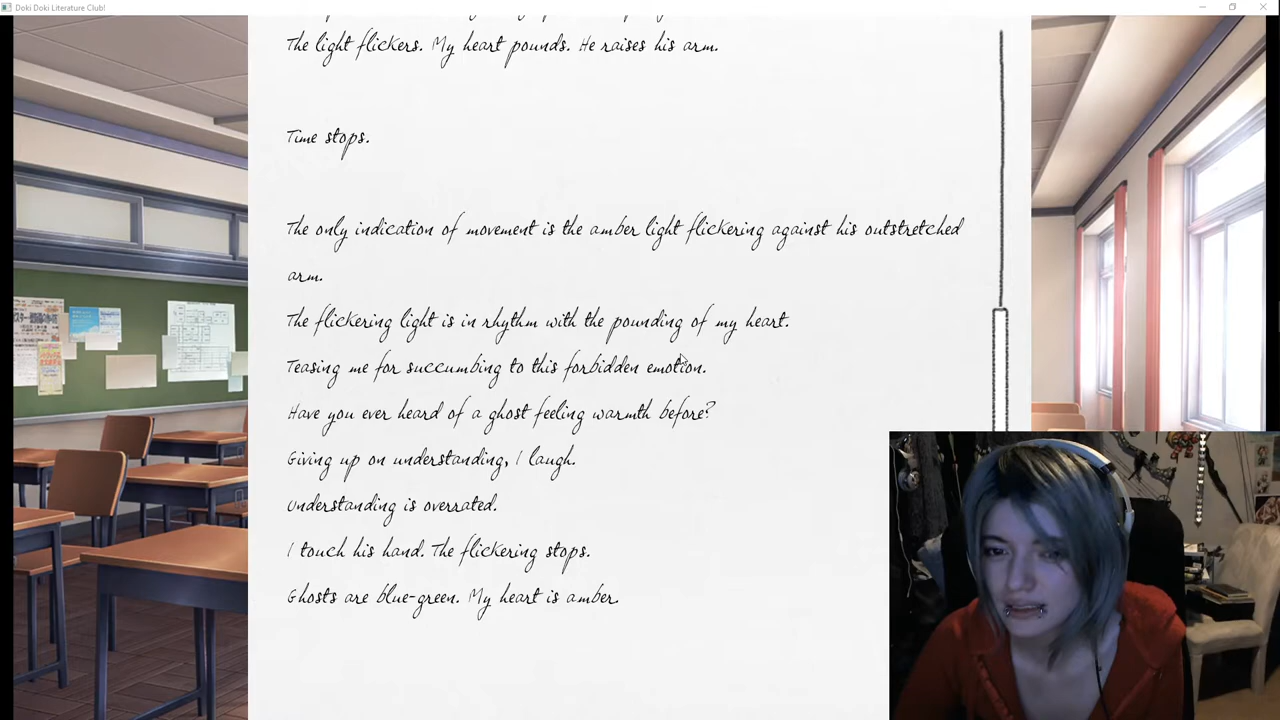 Doki Doki Literature Club!
The light flickers. My heart pounds. He raises his arm.
Time stops.
The only indication of movement is the amber light flickering against his outstretched
arm.
The flickering light is in rhythm with the pounding of my heart.
Teasing me for succumbing to this forbidden emotion.
Have you ever heard of a ghost feeling warmth before?
Giving up on understanding, I laugh.
Understanding is overrated.
I touch his hand. The flickering stops.
Ghosts are blue-green. My heart is amber.